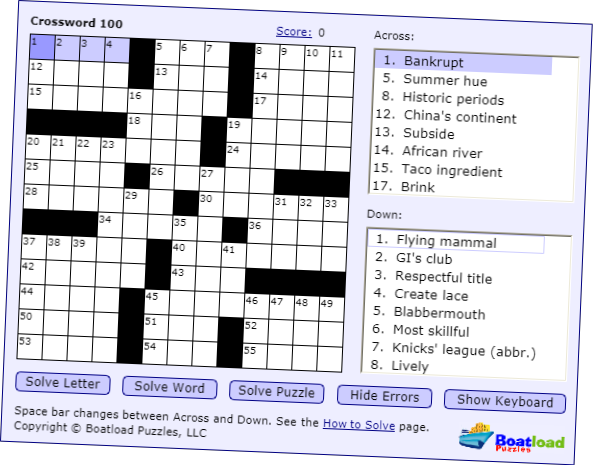 Crossword 100
Score: 0
1 2 3 4 5 6 7 8 9 10 11
12 13 14
15 16 17
18 19
20 21 22 23 24
25 26 27
28 29 30 31 32 33
34 35 36
37 38 39 40 41
42 43
44 45 46 47 48 49
50 51 52
53 54 55
Across:
1. Bankrupt
5. Summer hue
8. Historic periods
12. China's continent
13. Subside
14. African river
15. Taco ingredient
17. Brink
Down:
1. Flying mammal
2. GI's club
3. Respectful title
4. Create lace
5. Blabbermouth
6. Most skillful
7. Knicks' league (abbr.)
8. Lively
Solve Letter
Solve Word
Solve Puzzle
Hide Errors
Show Keyboard
Space bar changes between Across and Down. See the How to Solve page.
Copyright © Boatload Puzzles, LLC
Boatload
Puzzles